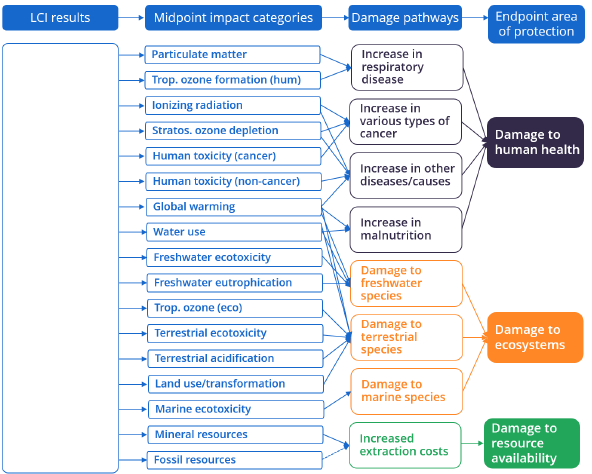 LCI results
Midpoint impact categories
Damage pathways
Endpoint area
of protection
Particulate matter
Trop. ozone formation (hum)
Ionizing radiation
Stratos. ozone depletion
Human toxicity (cancer)
Human toxicity (non-cancer)
Global warming
Water use
Freshwater ecotoxicity
Freshwater eutrophication
Trop. ozone (eco)
Terrestrial ecotoxicity
Terrestrial acidification
Land use/transformation
Marine ecotoxicity
Mineral resources
Fossil resources
Increase in
respiratory
disease
Increase in
various types of
cancer
Increase in other
diseases/causes
Increase in
malnutrition
Damage to
freshwater
species
Damage to
terrestrial
species
Damage to
marine species
Increased
extraction costs
Damage to
human health
Damage to
ecosystems
Damage to
resource
availability